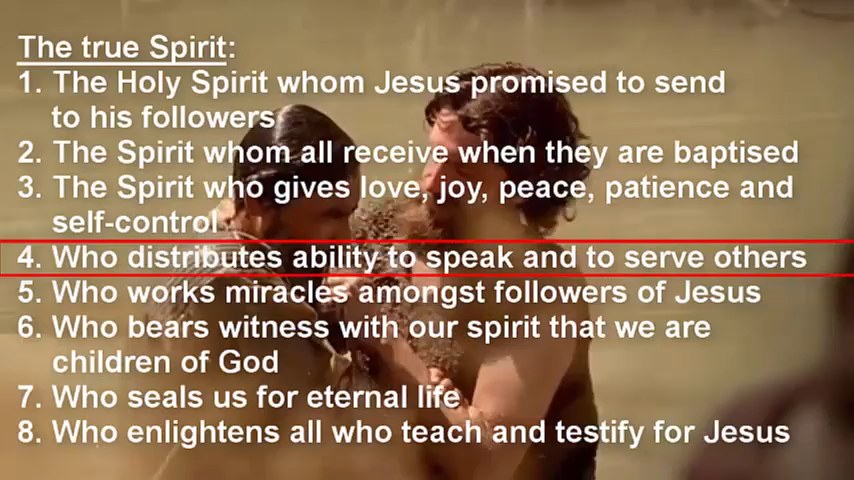 The true Spirit:
1. The Holy Spirit whom Jesus promised to send
to his followers
2. The Spirit whom all receive when they are baptised
3. The Spirit who gives love, joy, peace, patience and
self-control
4. Who distributes ability to speak and to serve others
5. Who works miracles amongst followers of Jesus
6. Who bears witness with our spirit that we are
children of God
7. Who seals us for eternal life
8. Who enlightens all who teach and testify for Jesus